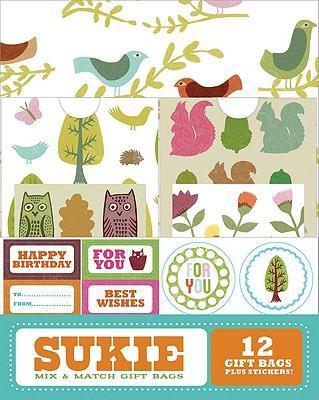 HAPPY
BIRTHDAY
FOR
YOU
TO:
FROM:
BEST
WISHES
FOR
YOU
SUKIE
MIX & MATCH GIFT BAGS
12
GIFT BAGS
PLUS STICKERS!